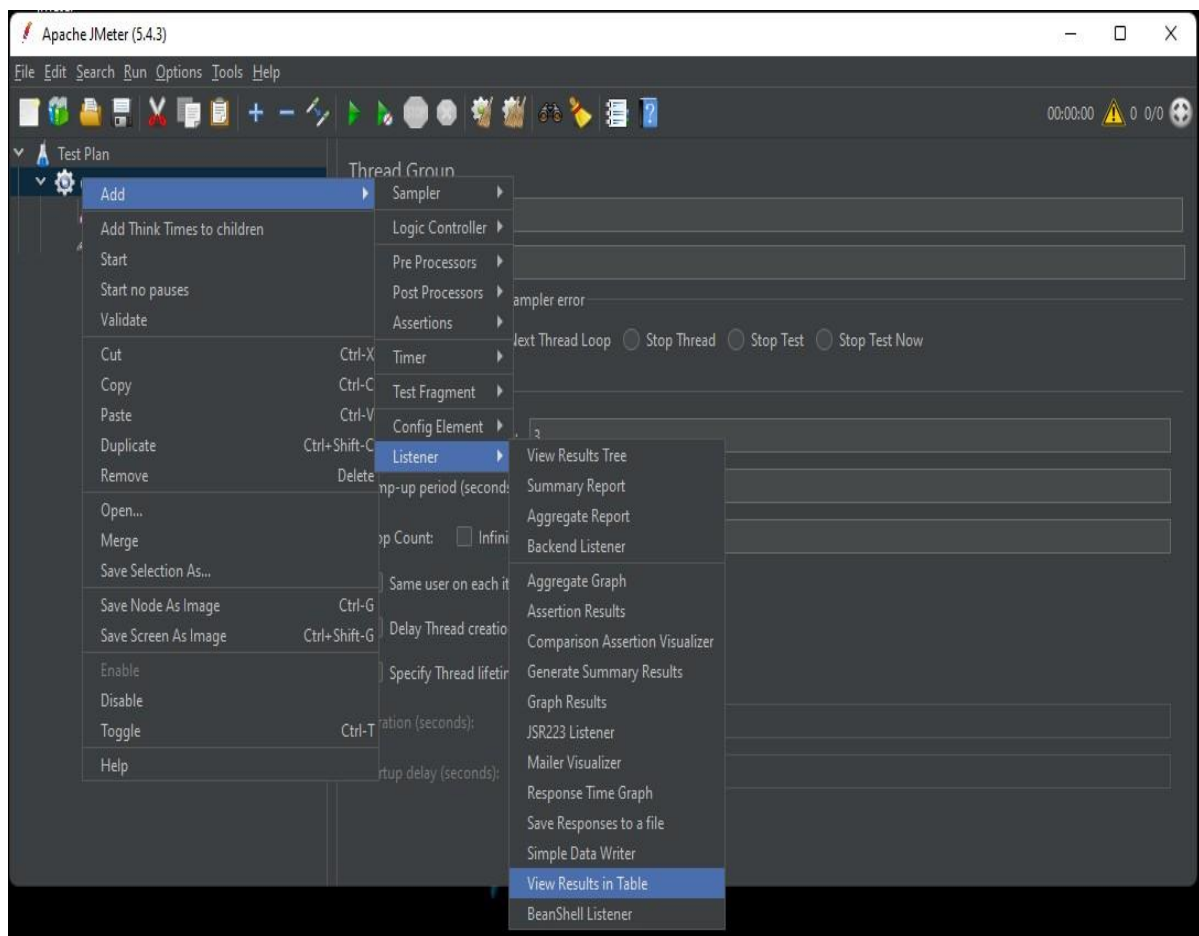 Apache JMeter (5.4.3)
File Edit Search Run Options Tools Help
00:00:00 0 0/0
Test Plan
Thread Group
Add
Add Think Times to children
Start
Start no pauses
Validate
Cut Ctrl-X
Copy Ctrl-C
Paste Ctrl-V
Duplicate Ctrl+Shift-C
Remove Delete
Open...
Merge
Save Selection As...
Save Node As Image Ctrl-G
Save Screen As Image Ctrl+Shift-G
Enable
Disable
Toggle Ctrl-T
Help
Sampler
Logic Controller
Pre Processors
Post Processors
Assertions
Timer
Test Fragment
Config Element
Listener
View Results Tree
Summary Report
Aggregate Report
Backend Listener
Aggregate Graph
Assertion Results
Comparison Assertion Visualizer
Generate Summary Results
Graph Results
JSR223 Listener
Mailer Visualizer
Response Time Graph
Save Responses to a file
Simple Data Writer
View Results in Table
BeanShell Listener
ampler error
Next Thread Loop Stop Thread Stop Test Stop Test Now
3
mp-up period (seconds
op Count: Infini
Same user on each it
Delay Thread creatio
Specify Thread lifetim
ration (seconds):
rtup delay (seconds):